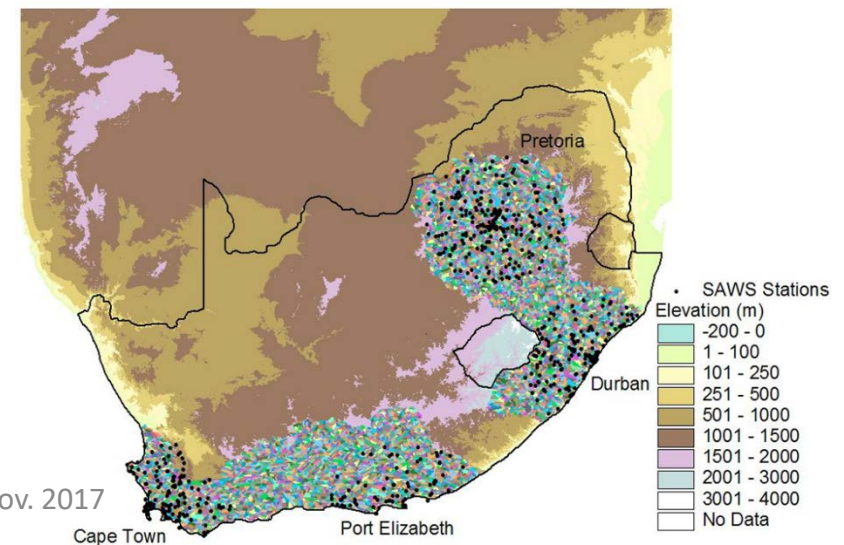 Pretoria
SAWS Stations
Elevation (m)
-200 - 0
1 - 100
101 - 250
251 - 500
501 - 1000
1001 - 1500
1501 - 2000
2001 - 3000
3001 - 4000
No Data
Durban
2017
Port Elizabeth
Cape Town